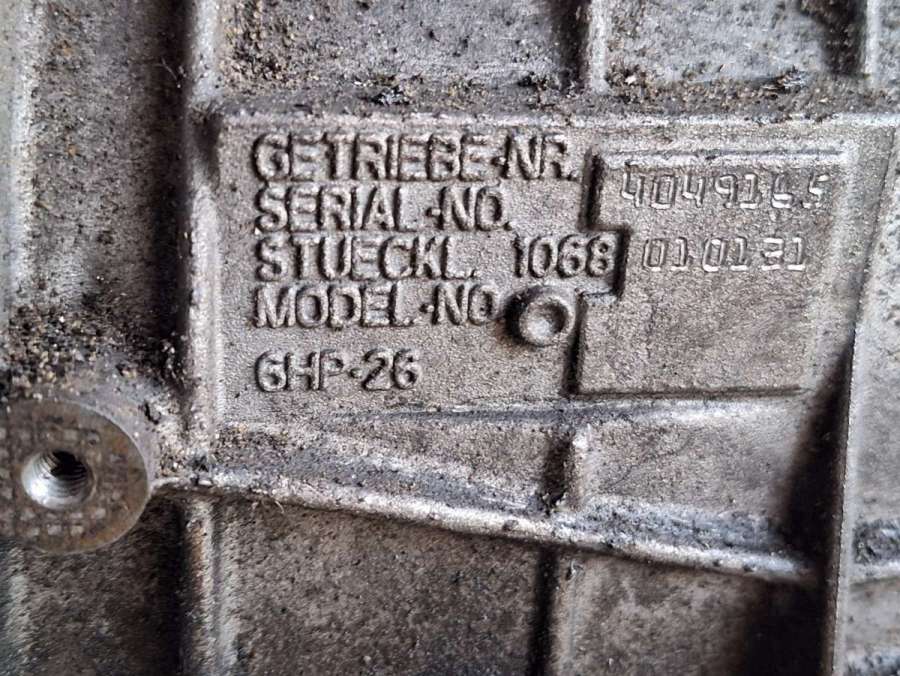 GETRIEBE-NR.
SERIAL-NO. 4049165
STUECKL. 1068 010131
MODEL-NO
6HP-26